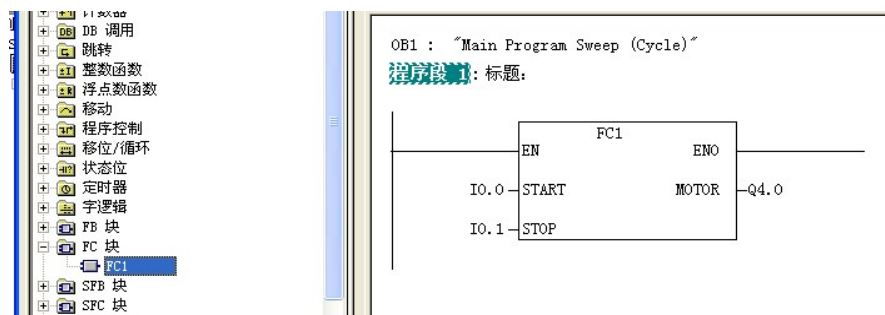 DB 调用
跳转
整数函数
浮点数函数
移动
程序控制
移位/循环
状态位
定时器
字逻辑
FB 块
FC 块
FC1
SFB 块
SFC 块
OB1 : "Main Program Sweep (Cycle)"
程序段 1: 标题:
FC1
EN ENO
I0.0 START MOTOR Q4.0
I0.1 STOP